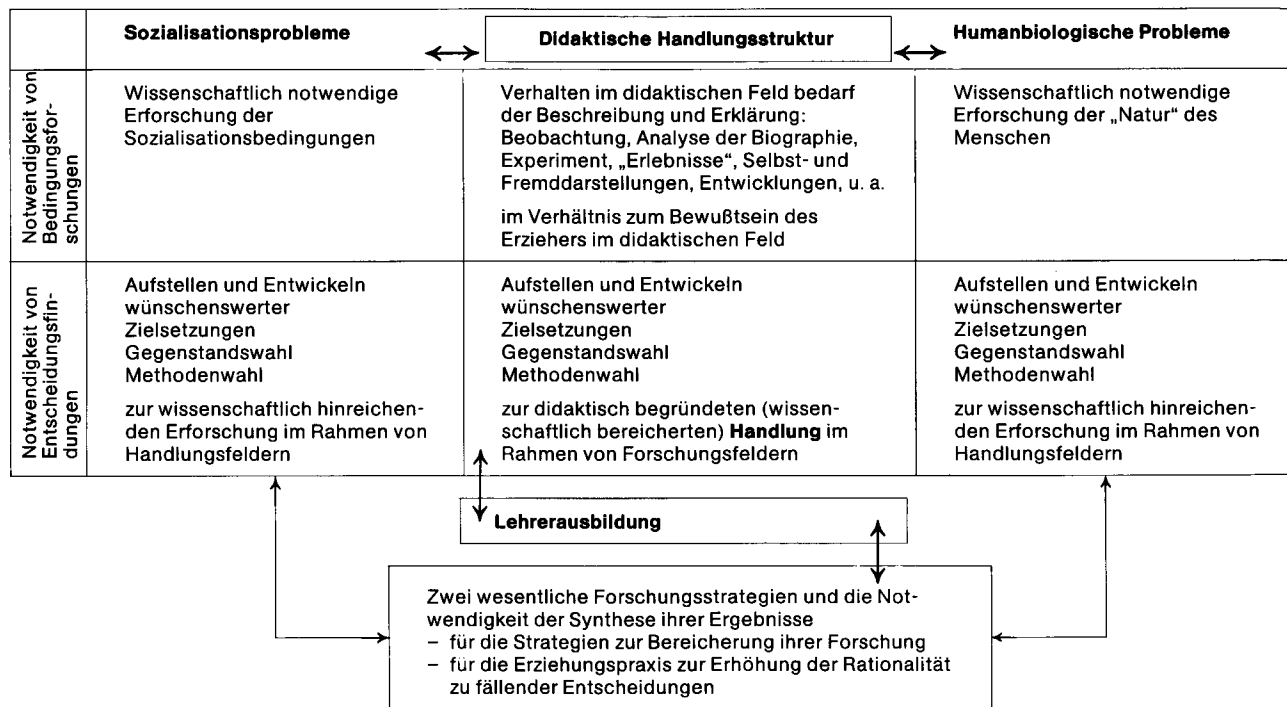 Sozialisationsprobleme
Didaktische Handlungsstruktur
Humanbiologische Probleme
Notwendigkeit von
Bedingungsfor-
schungen
Wissenschaftlich notwendige
Erforschung der
Sozialisationsbedingungen
Verhalten im didaktischen Feld bedarf
der Beschreibung und Erklärung:
Beobachtung, Analyse der Biographie,
Experiment, „Erlebnisse“, Selbst- und
Fremddarstellungen, Entwicklungen, u. a.
im Verhältnis zum Bewußtsein des
Erziehers im didaktischen Feld
Wissenschaftlich notwendige
Erforschung der „Natur“ des
Menschen
Notwendigkeit von
Entscheidungsfin-
dungen
Aufstellen und Entwickeln
wünschenswerter
Zielsetzungen
Gegenstandswahl
Methodenwahl
zur wissenschaftlich hinreichen-
den Erforschung im Rahmen von
Handlungsfeldern
Aufstellen und Entwickeln
wünschenswerter
Zielsetzungen
Gegenstandswahl
Methodenwahl
zur didaktisch begründeten (wissen-
schaftlich bereicherten) Handlung im
Rahmen von Forschungsfeldern
Aufstellen und Entwickeln
wünschenswerter
Zielsetzungen
Gegenstandswahl
Methodenwahl
zur wissenschaftlich hinreichen-
den Erforschung im Rahmen von
Handlungsfeldern
Lehrerausbildung
Zwei wesentliche Forschungsstrategien und die Not-
wendigkeit der Synthese ihrer Ergebnisse
– für die Strategien zur Bereicherung ihrer Forschung
– für die Erziehungspraxis zur Erhöhung der Rationalität
zu fällender Entscheidungen